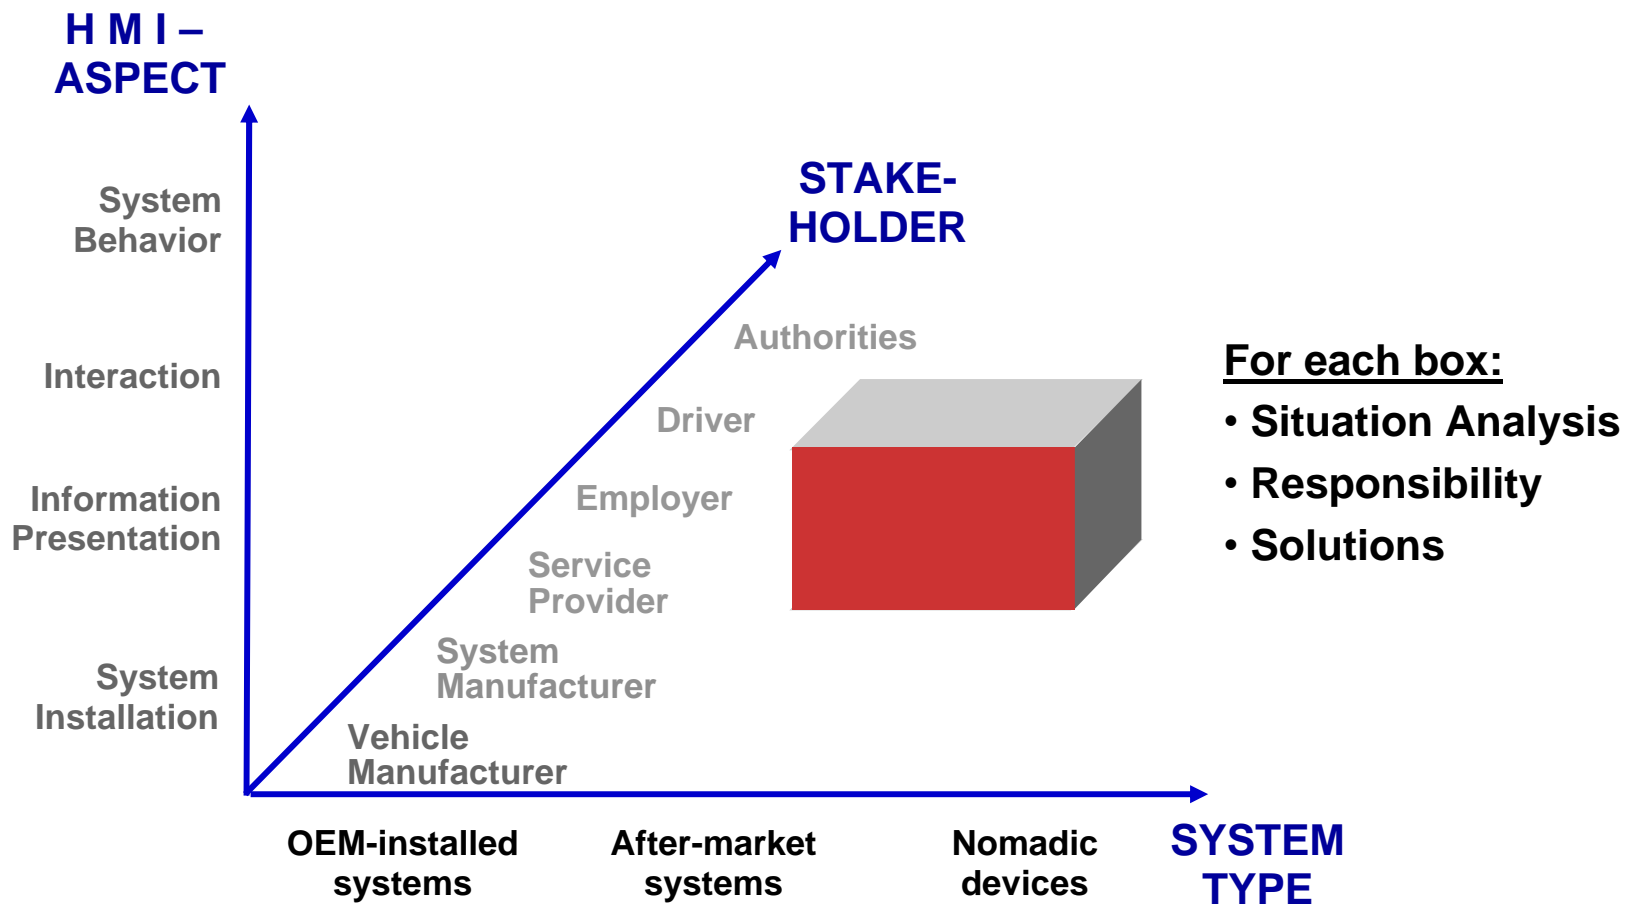 H M I –
ASPECT
System
Behavior
Interaction
Information
Presentation
System
Installation
STAKE-
HOLDER
Authorities
Driver
Employer
Service
Provider
System
Manufacturer
Vehicle
Manufacturer
For each box:
• Situation Analysis
• Responsibility
• Solutions
OEM-installed
systems
After-market
systems
Nomadic
devices
SYSTEM
TYPE